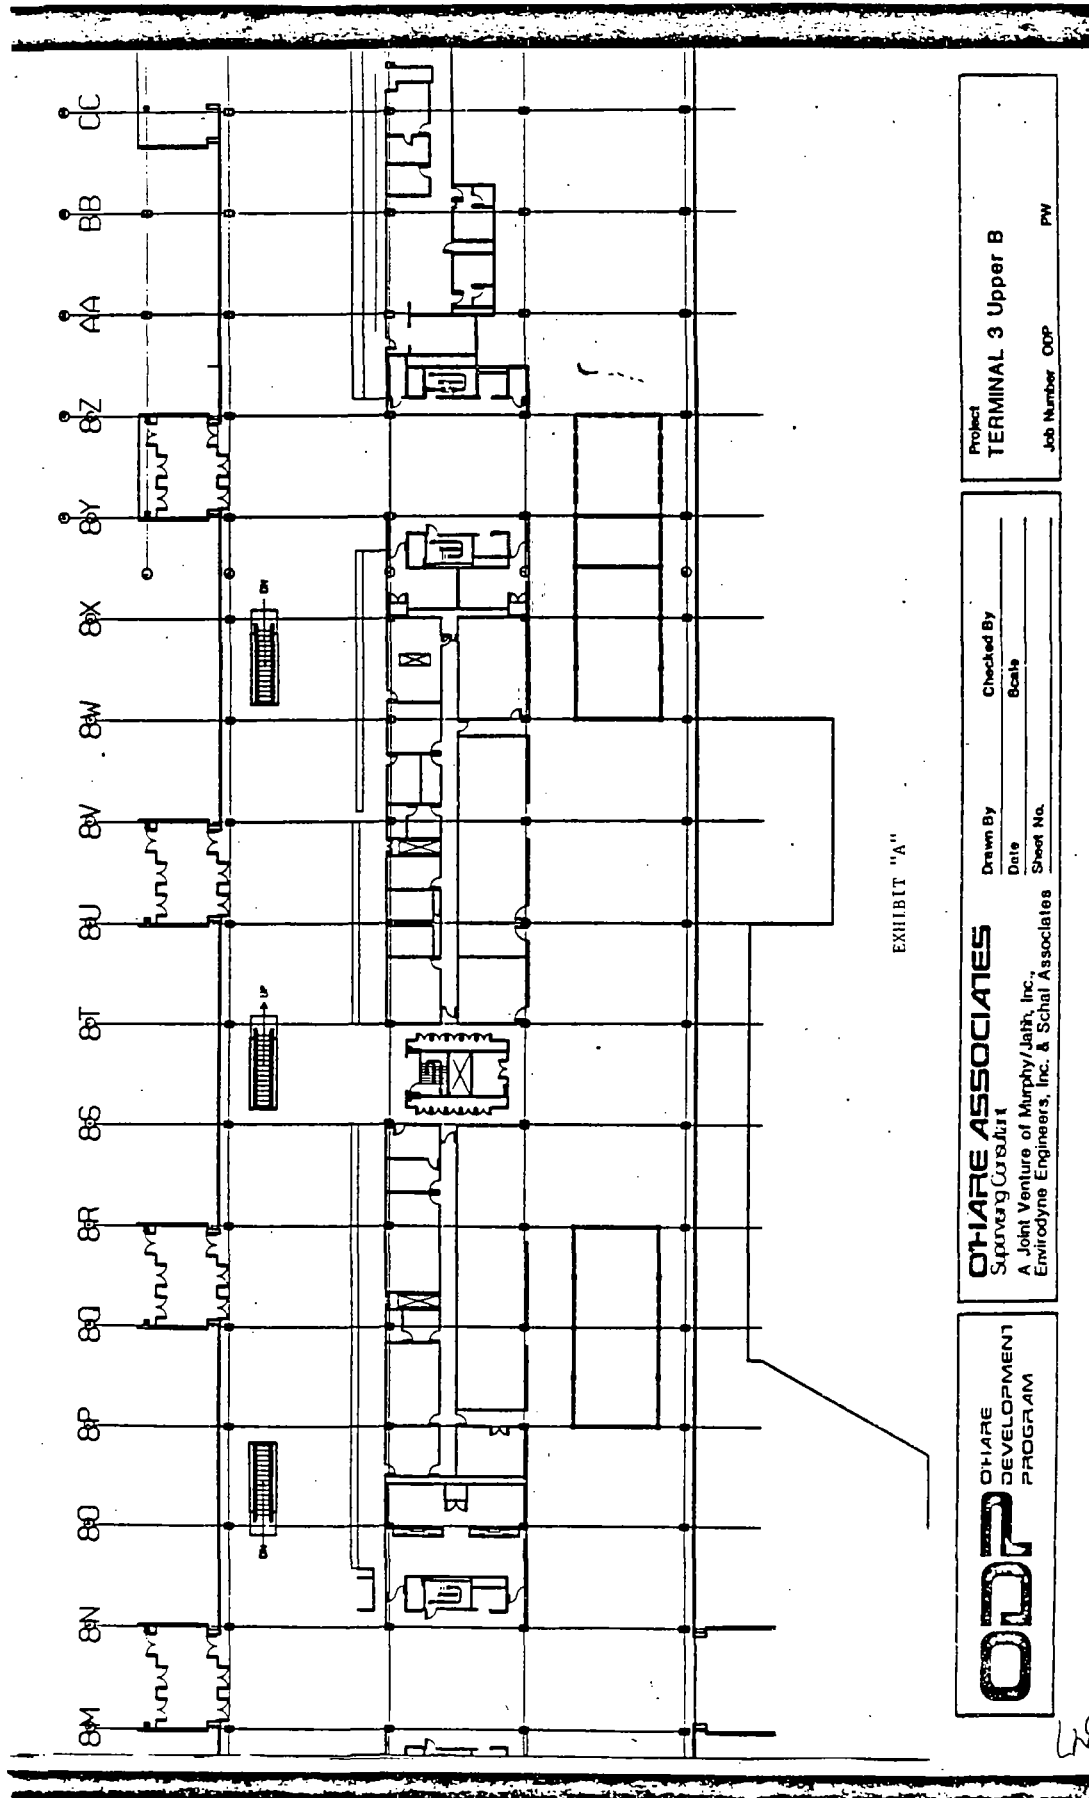 8M
8N
8O
8P
8Q
8R
8S
8T
8U
8V
8W
8X
8Y
8Z
AA
BB
CC
DN
UP
DN
EXHIBIT "A"
ODP
O'HARE
DEVELOPMENT
PROGRAM
O'HARE ASSOCIATES
Supervising Consultant
A Joint Venture of Murphy/Jahn, Inc.,
Envirodyne Engineers, Inc. & Schal Associates
Drawn By
Checked By
Date
Scale
Sheet No.
Project
TERMINAL 3 Upper B
Job Number ODP PW